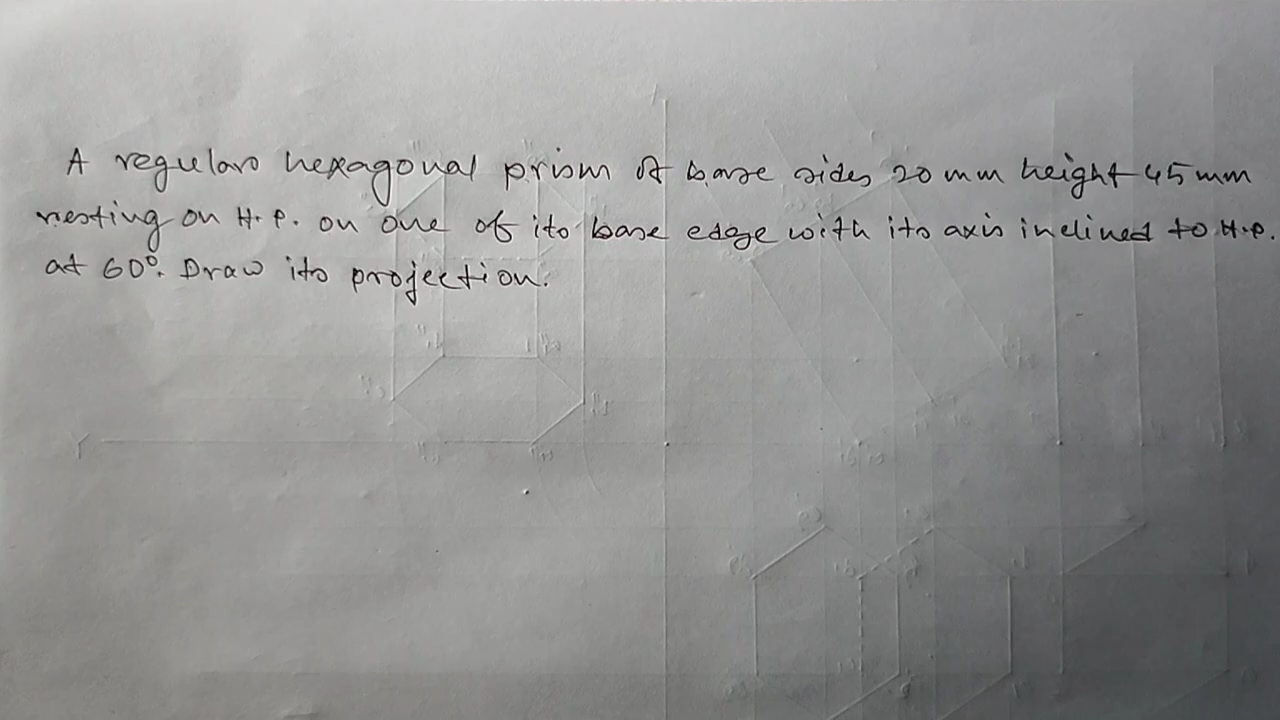 A regular hexagonal prism of base sides 20 mm height 45 mm
resting on H.P. on one of its base edge with its axis inclined to H.P.
at 60°. Draw its projection.